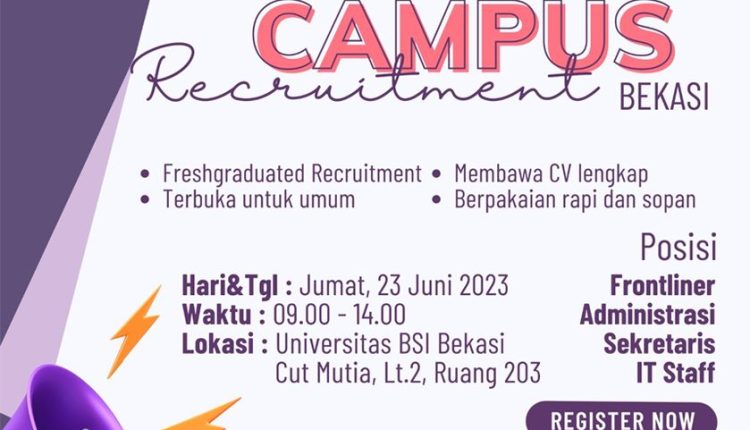 CAMPUS
Recruitment BEKASI
• Freshgraduated Recruitment
• Terbuka untuk umum
• Membawa CV lengkap
• Berpakaian rapi dan sopan
Hari&Tgl : Jumat, 23 Juni 2023
Waktu : 09.00 - 14.00
Lokasi : Universitas BSI Bekasi
Cut Mutia, Lt.2, Ruang 203
Posisi
Frontliner
Administrasi
Sekretaris
IT Staff
REGISTER NOW